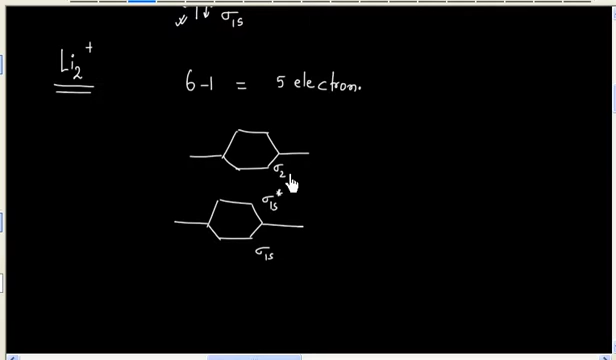 ↑↓ σ1s
Li2+
6-1 = 5 electron.
σ2
σ1s*
σ1s